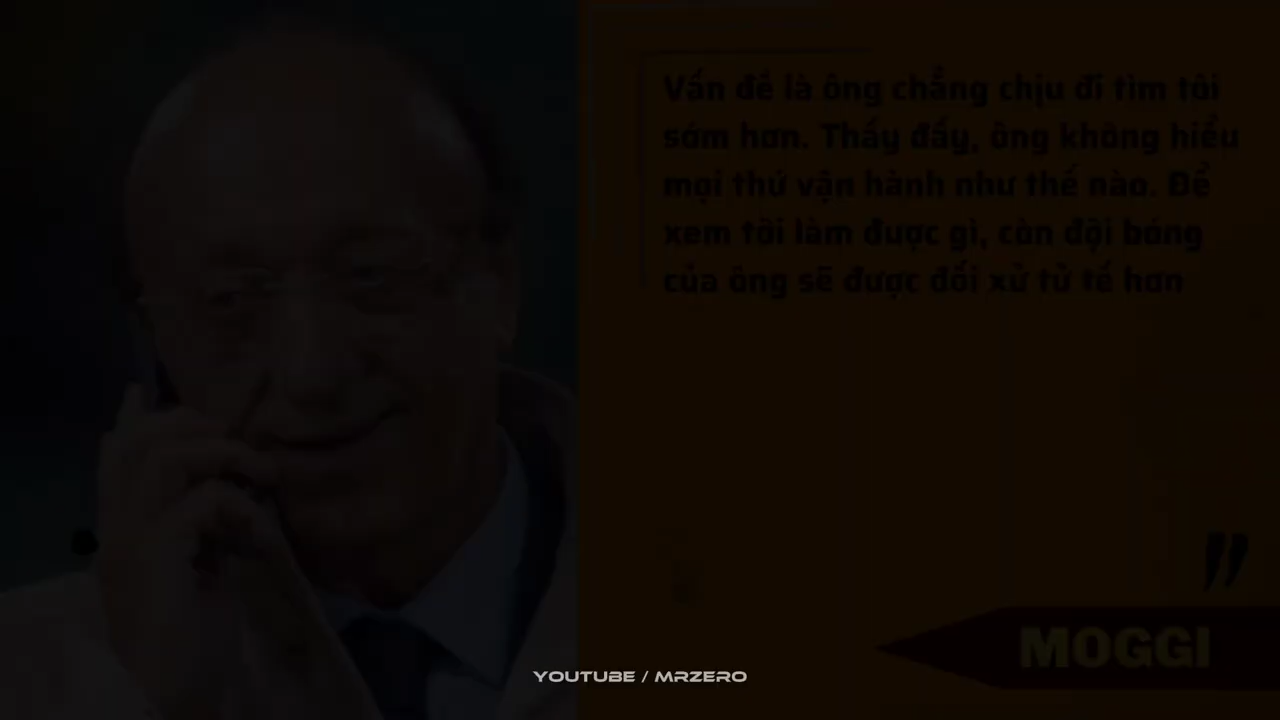 Vấn đề là ông chẳng chịu đi tìm tôi
sớm hơn. Thấy đấy, ông không hiểu
mọi thứ vận hành như thế nào. Để
xem tôi làm được gì, còn đội bóng
của ông sẽ được đối xử tử tế hơn
"
MOGGI
YOUTUBE / MRZERO